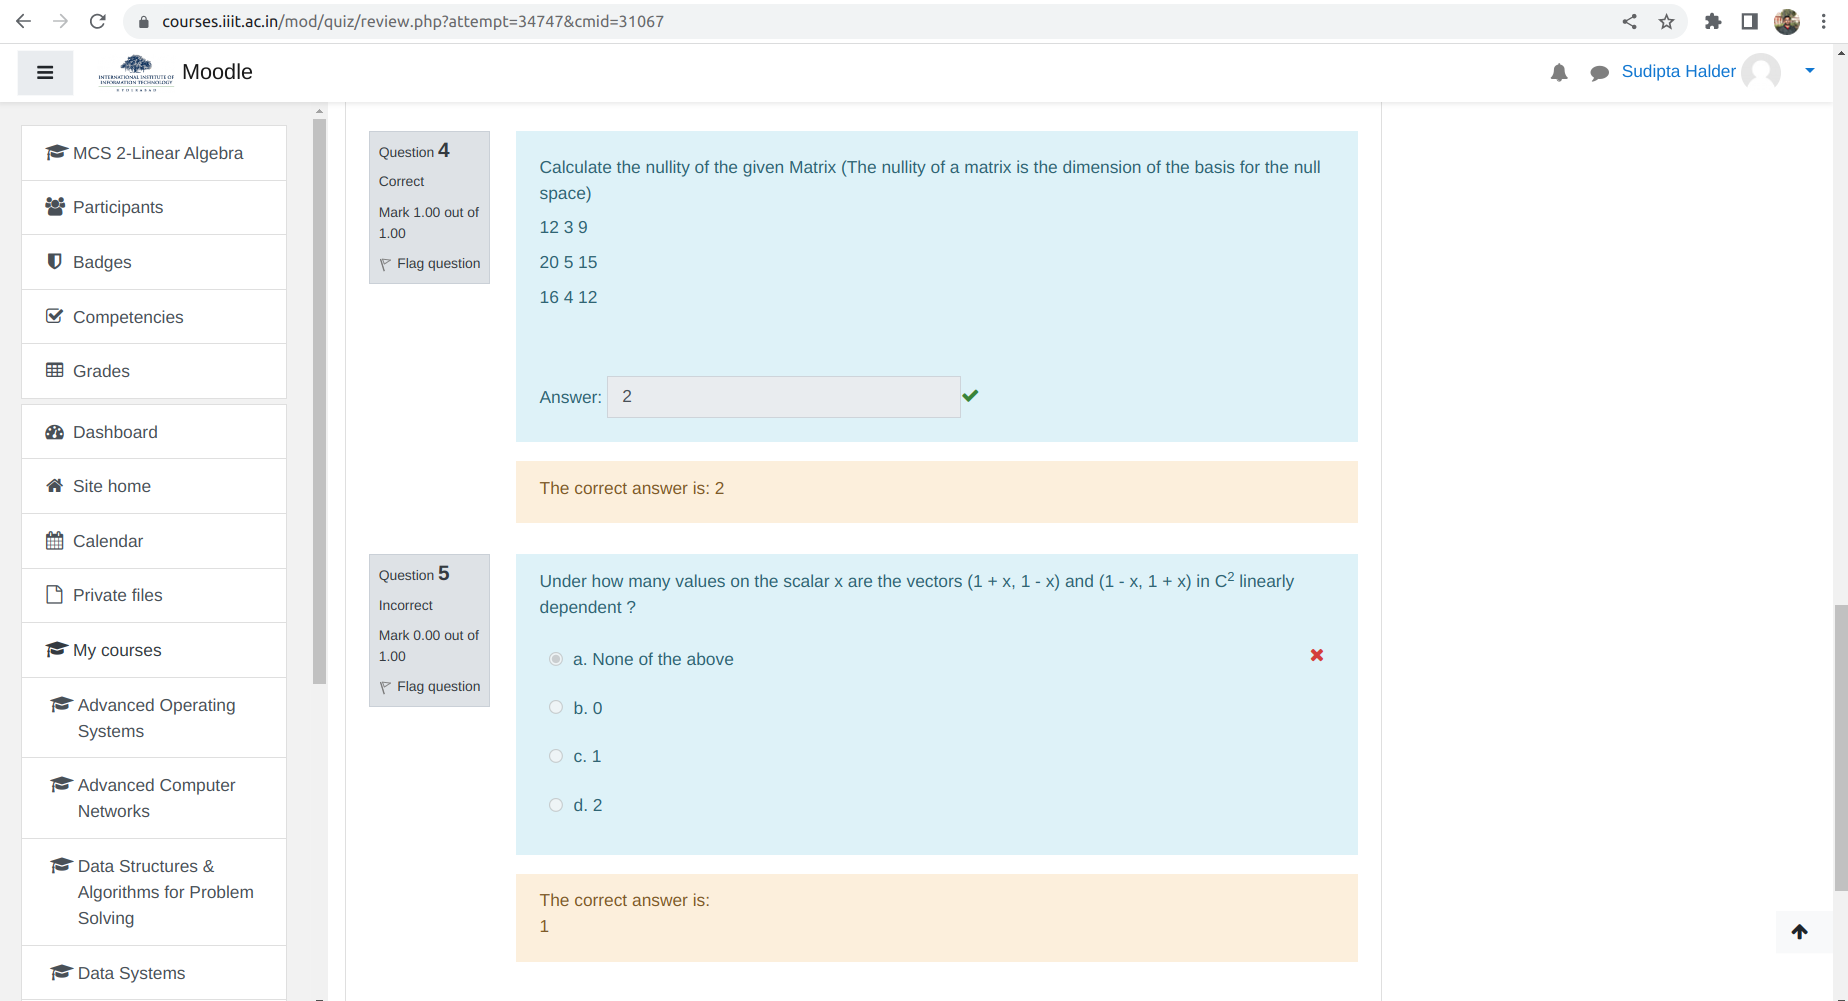 courses.iiit.ac.in/mod/quiz/review.php?attempt=34747&cmid=31067
INTERNATIONAL INSTITUTE OF
INFORMATION TECHNOLOGY
HYDERABAD
Moodle
Sudipta Halder
MCS 2-Linear Algebra
Participants
Badges
Competencies
Grades
Dashboard
Site home
Calendar
Private files
My courses
Advanced Operating
Systems
Advanced Computer
Networks
Data Structures &
Algorithms for Problem
Solving
Data Systems
Question 4
Correct
Mark 1.00 out of
1.00
Flag question
Calculate the nullity of the given Matrix (The nullity of a matrix is the dimension of the basis for the null
space)
12 3 9
20 5 15
16 4 12
Answer: 2
The correct answer is: 2
Question 5
Incorrect
Mark 0.00 out of
1.00
Flag question
Under how many values on the scalar x are the vectors (1 + x, 1 - x) and (1 - x, 1 + x) in C² linearly
dependent ?
a. None of the above
b. 0
c. 1
d. 2
The correct answer is:
1